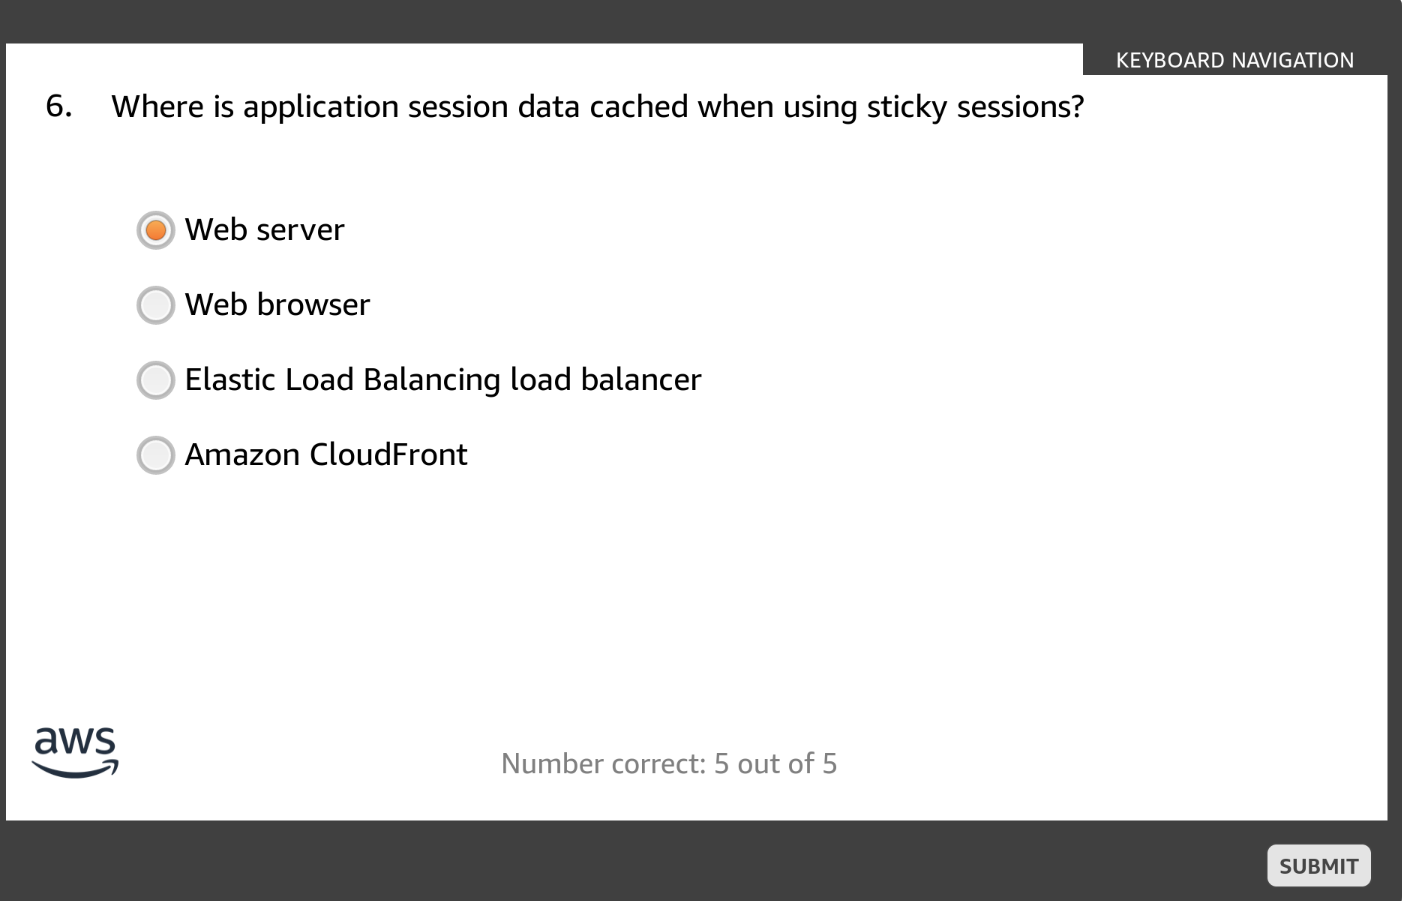 KEYBOARD NAVIGATION
6. Where is application session data cached when using sticky sessions?
Web server
Web browser
Elastic Load Balancing load balancer
Amazon CloudFront
aws
Number correct: 5 out of 5
SUBMIT